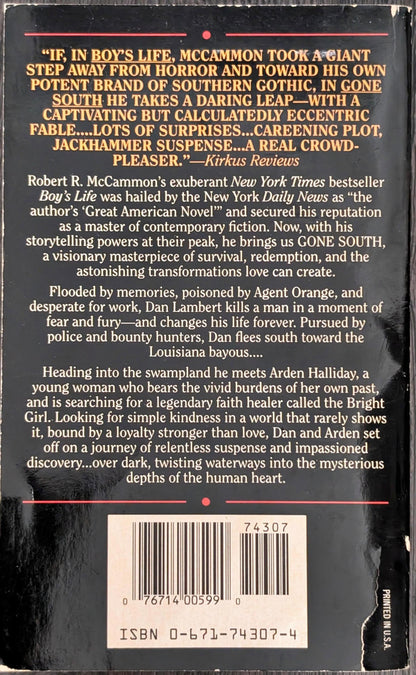 “IF, IN BOY'S LIFE, MCCAMMON TOOK A GIANT
STEP AWAY FROM HORROR AND TOWARD HIS OWN
POTENT BRAND OF SOUTHERN GOTHIC, IN GONE
SOUTH HE TAKES A DARING LEAP—WITH A
CAPTIVATING BUT CALCULATEDLY ECCENTRIC
FABLE....LOTS OF SURPRISES...CAREENING PLOT,
JACKHAMMER SUSPENSE...A REAL CROWD-
PLEASER.”—Kirkus Reviews
Robert R. McCammon's exuberant New York Times bestseller
Boy's Life was hailed by the New York Daily News as “the
author's ‘Great American Novel’” and secured his reputation
as a master of contemporary fiction. Now, with his
storytelling powers at their peak, he brings us GONE SOUTH,
a visionary masterpiece of survival, redemption, and the
astonishing transformations love can create.
Flooded by memories, poisoned by Agent Orange, and
desperate for work, Dan Lambert kills a man in a moment of
fear and fury—and changes his life forever. Pursued by
police and bounty hunters, Dan flees south toward the
Louisiana bayous....
Heading into the swampland he meets Arden Halliday, a
young woman who bears the vivid burdens of her own past,
and is searching for a legendary faith healer called the Bright
Girl. Looking for simple kindness in a world that rarely shows
it, bound by a loyalty stronger than love, Dan and Arden set
off on a journey of relentless suspense and impassioned
discovery...over dark, twisting waterways into the mysterious
depths of the human heart.
74307
0 76714 00599 0
ISBN 0-671-74307-4
PRINTED IN U.S.A.